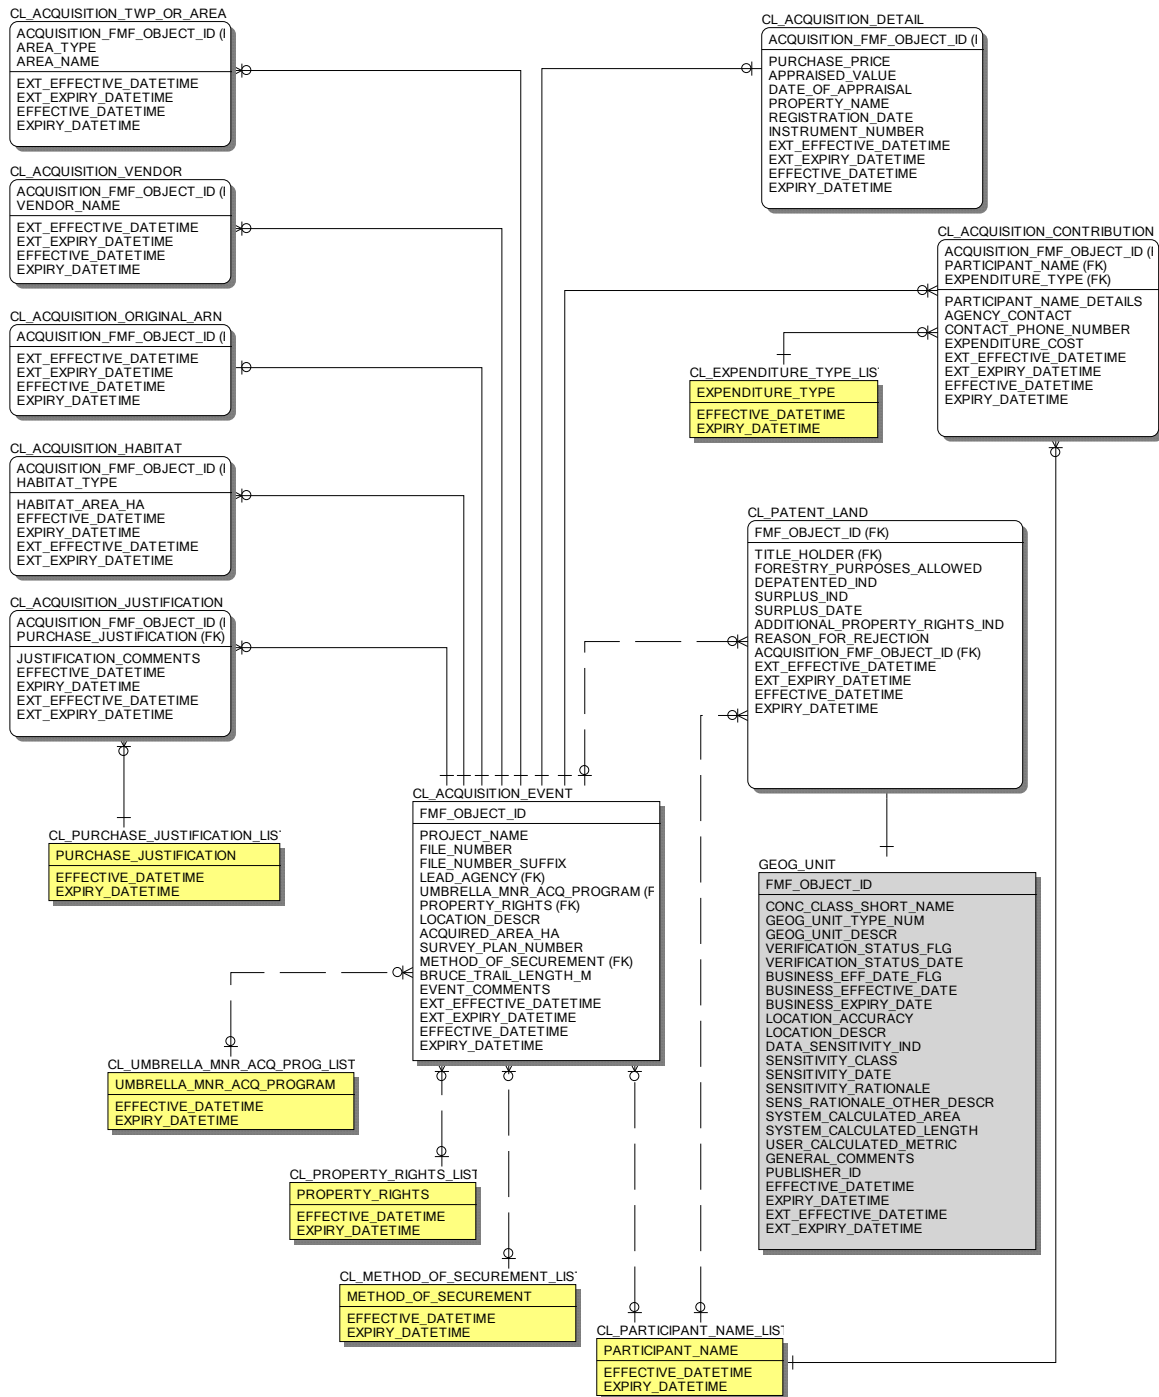 CL_ACQUISITION_TWP_OR_AREA
ACQUISITION_FMF_OBJECT_ID (I
AREA_TYPE
AREA_NAME
EXT_EFFECTIVE_DATETIME
EXT_EXPIRY_DATETIME
EFFECTIVE_DATETIME
EXPIRY_DATETIME
CL_ACQUISITION_VENDOR
ACQUISITION_FMF_OBJECT_ID (I
VENDOR_NAME
EXT_EFFECTIVE_DATETIME
EXT_EXPIRY_DATETIME
EFFECTIVE_DATETIME
EXPIRY_DATETIME
CL_ACQUISITION_ORIGINAL_ARN
ACQUISITION_FMF_OBJECT_ID (I
EXT_EFFECTIVE_DATETIME
EXT_EXPIRY_DATETIME
EFFECTIVE_DATETIME
EXPIRY_DATETIME
CL_ACQUISITION_HABITAT
ACQUISITION_FMF_OBJECT_ID (I
HABITAT_TYPE
HABITAT_AREA_HA
EFFECTIVE_DATETIME
EXPIRY_DATETIME
EXT_EFFECTIVE_DATETIME
EXT_EXPIRY_DATETIME
CL_ACQUISITION_JUSTIFICATION
ACQUISITION_FMF_OBJECT_ID (I
PURCHASE_JUSTIFICATION (FK)
JUSTIFICATION_COMMENTS
EFFECTIVE_DATETIME
EXPIRY_DATETIME
EXT_EFFECTIVE_DATETIME
EXT_EXPIRY_DATETIME
CL_PURCHASE_JUSTIFICATION_LIS
PURCHASE_JUSTIFICATION
EFFECTIVE_DATETIME
EXPIRY_DATETIME
CL_ACQUISITION_DETAIL
ACQUISITION_FMF_OBJECT_ID (I
PURCHASE_PRICE
APPRAISED_VALUE
DATE_OF_APPRAISAL
PROPERTY_NAME
REGISTRATION_DATE
INSTRUMENT_NUMBER
EXT_EFFECTIVE_DATETIME
EXT_EXPIRY_DATETIME
EFFECTIVE_DATETIME
EXPIRY_DATETIME
CL_ACQUISITION_CONTRIBUTION
ACQUISITION_FMF_OBJECT_ID (I
PARTICIPANT_NAME (FK)
EXPENDITURE_TYPE (FK)
PARTICIPANT_NAME_DETAILS
AGENCY_CONTACT
CONTACT_PHONE_NUMBER
EXPENDITURE_COST
EXT_EFFECTIVE_DATETIME
EXT_EXPIRY_DATETIME
EFFECTIVE_DATETIME
EXPIRY_DATETIME
CL_EXPENDITURE_TYPE_LIS
EXPENDITURE_TYPE
EFFECTIVE_DATETIME
EXPIRY_DATETIME
CL_PATENT_LAND
FMF_OBJECT_ID (FK)
TITLE_HOLDER (FK)
FORESTRY_PURPOSES_ALLOWED
DEPATENTED_IND
SURPLUS_IND
SURPLUS_DATE
ADDITIONAL_PROPERTY_RIGHTS_IND
REASON_FOR_REJECTION
ACQUISITION_FMF_OBJECT_ID (FK)
EXT_EFFECTIVE_DATETIME
EXT_EXPIRY_DATETIME
EFFECTIVE_DATETIME
EXPIRY_DATETIME
CL_ACQUISITION_EVENT
FMF_OBJECT_ID
PROJECT_NAME
FILE_NUMBER
FILE_NUMBER_SUFFIX
LEAD_AGENCY (FK)
UMBRELLA_MNR_ACQ_PROGRAM (F
PROPERTY_RIGHTS (FK)
LOCATION_DESCR
ACQUIRED_AREA_HA
SURVEY_PLAN_NUMBER
METHOD_OF_SECUREMENT (FK)
BRUCE_TRAIL_LENGTH_M
EVENT_COMMENTS
EXT_EFFECTIVE_DATETIME
EXT_EXPIRY_DATETIME
EFFECTIVE_DATETIME
EXPIRY_DATETIME
GEOG_UNIT
FMF_OBJECT_ID
CONC_CLASS_SHORT_NAME
GEOG_UNIT_TYPE_NUM
GEOG_UNIT_DESCR
VERIFICATION_STATUS_FLG
VERIFICATION_STATUS_DATE
BUSINESS_EFF_DATE_FLG
BUSINESS_EFFECTIVE_DATE
BUSINESS_EXPIRY_DATE
LOCATION_ACCURACY
LOCATION_DESCR
DATA_SENSITIVITY_IND
SENSITIVITY_CLASS
SENSITIVITY_DATE
SENSITIVITY_RATIONALE
SENS_RATIONALE_OTHER_DESCR
SYSTEM_CALCULATED_AREA
SYSTEM_CALCULATED_LENGTH
USER_CALCULATED_METRIC
GENERAL_COMMENTS
PUBLISHER_ID
EFFECTIVE_DATETIME
EXPIRY_DATETIME
EXT_EFFECTIVE_DATETIME
EXT_EXPIRY_DATETIME
CL_UMBRELLA_MNR_ACQ_PROG_LIST
UMBRELLA_MNR_ACQ_PROGRAM
EFFECTIVE_DATETIME
EXPIRY_DATETIME
CL_PROPERTY_RIGHTS_LIST
PROPERTY_RIGHTS
EFFECTIVE_DATETIME
EXPIRY_DATETIME
CL_METHOD_OF_SECUREMENT_LIS
METHOD_OF_SECUREMENT
EFFECTIVE_DATETIME
EXPIRY_DATETIME
CL_PARTICIPANT_NAME_LIS
PARTICIPANT_NAME
EFFECTIVE_DATETIME
EXPIRY_DATETIME